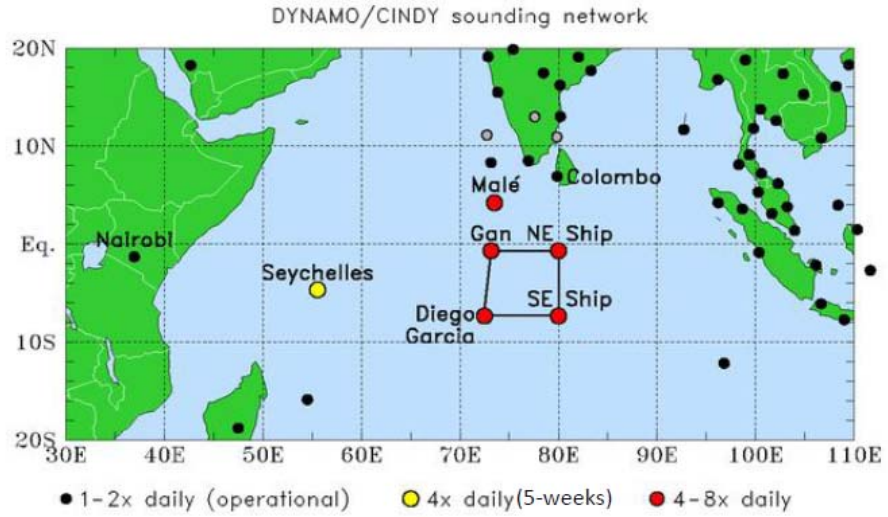 DYNAMO/CINDY sounding network
20N
10N
Eq.
10S
20S
Colombo
Malé
Gan NE Ship
Nairobi
Seychelles
Diego
Garcia
SE Ship
30E 40E 50E 60E 70E 80E 90E 100E 110E
1-2x daily (operational) 4x daily(5-weeks) 4-8x daily